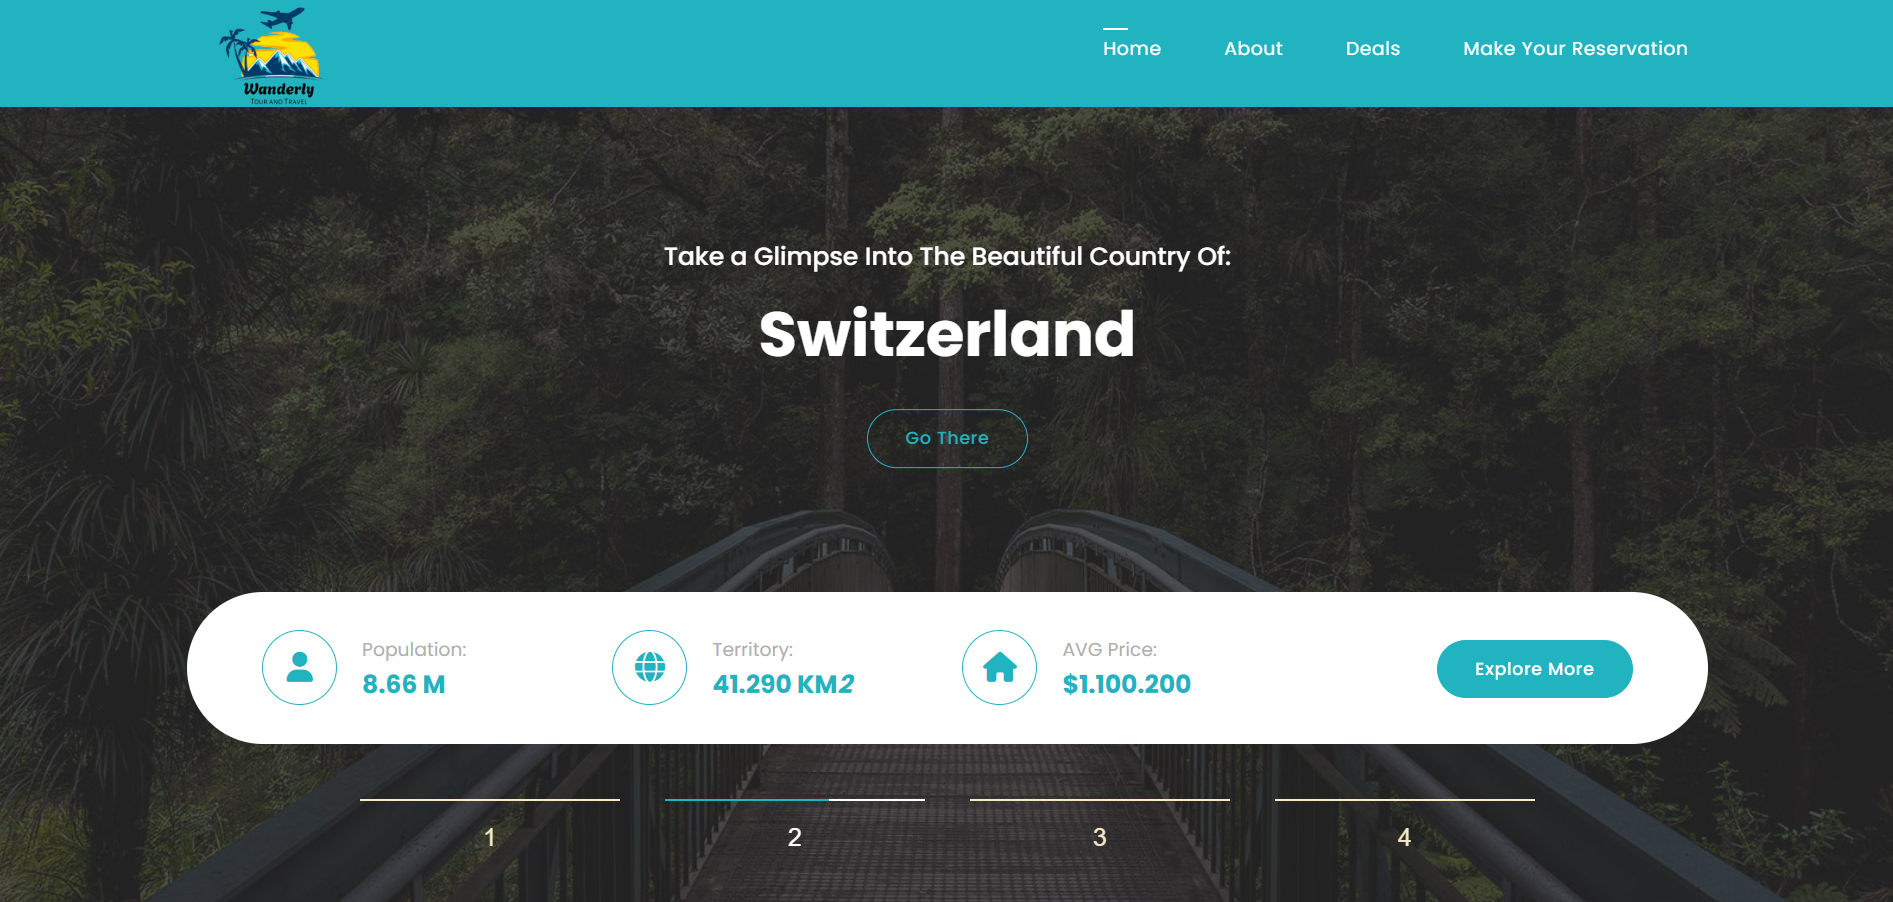 Wanderly
TOUR AND TRAVEL
Home About Deals Make Your Reservation
Take a Glimpse Into The Beautiful Country Of:
Switzerland
Go There
Population: Territory: AVG Price:
8.66 M 41.290 KM2 $1.100.200
Explore More
1 2 3 4